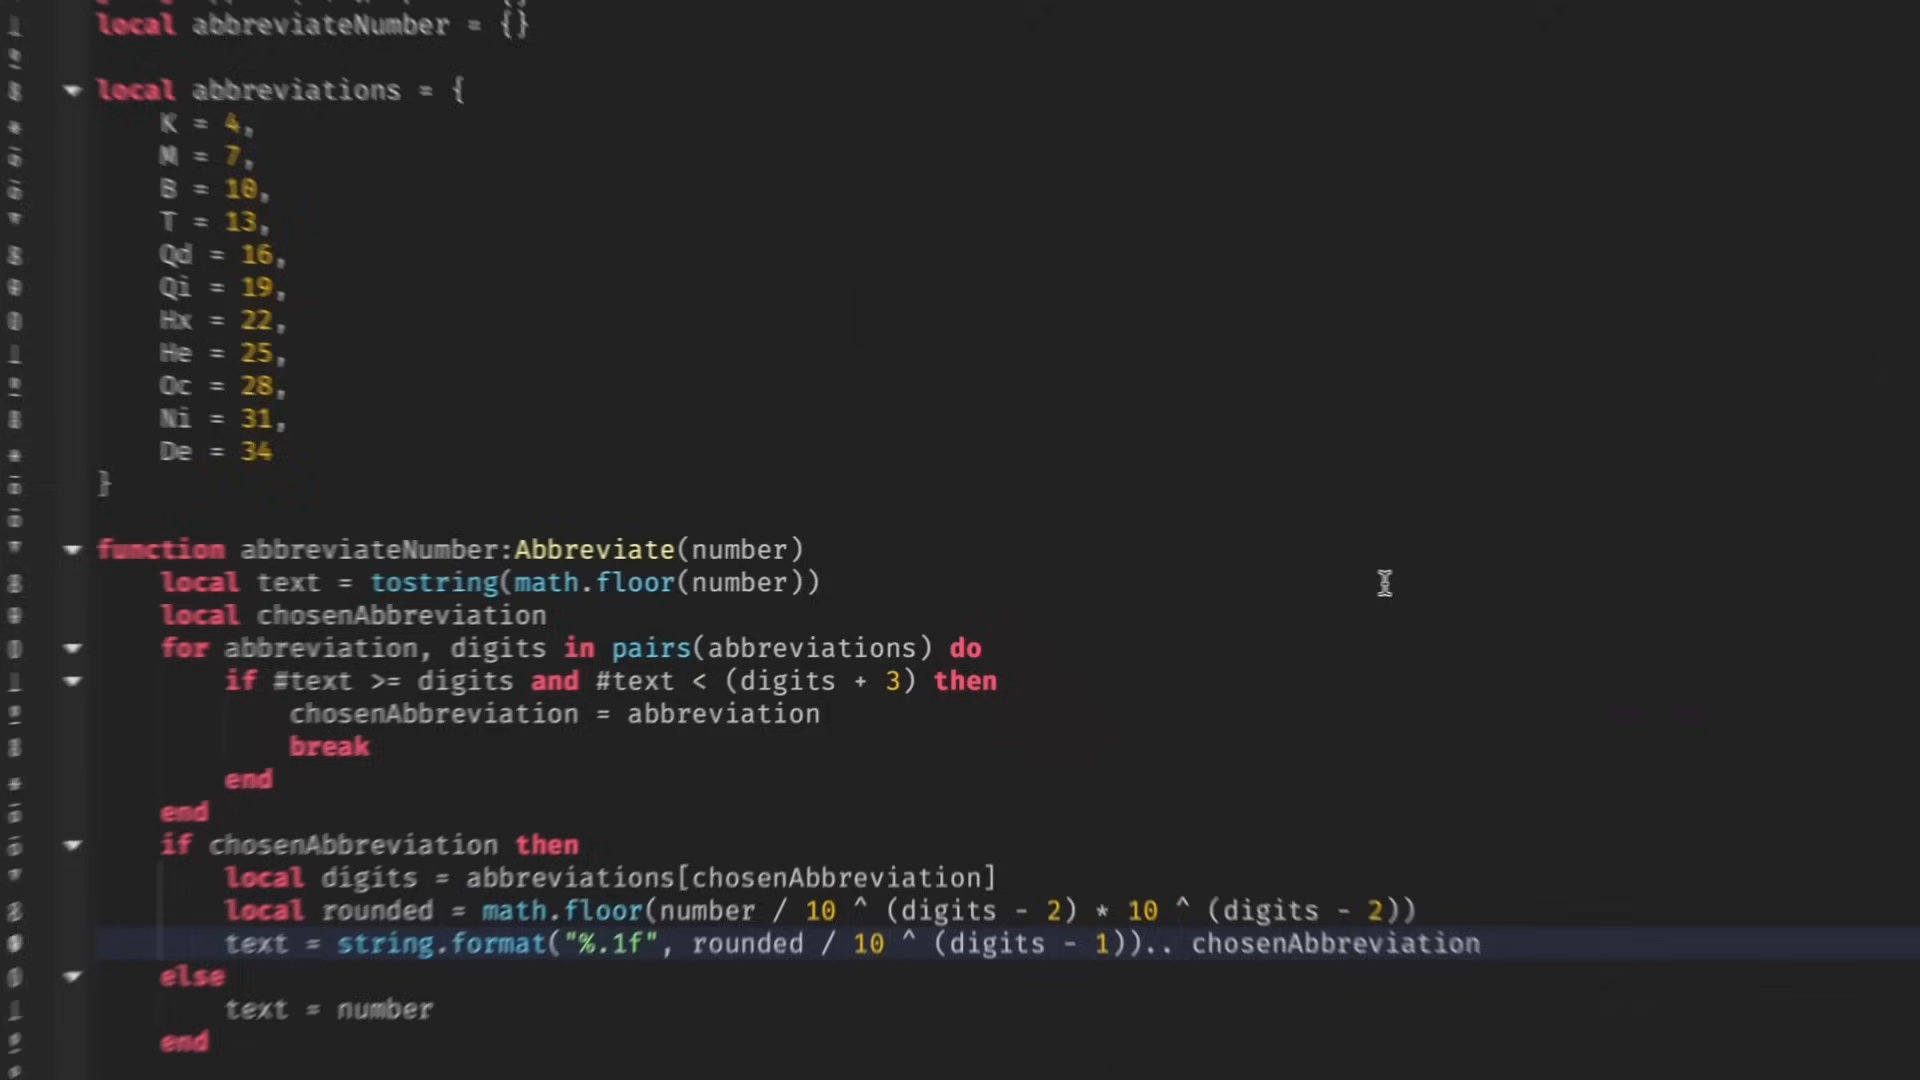 local abbreviateNumber = {}
local abbreviations = {
K = 4,
M = 7,
B = 10,
T = 13,
Qd = 16,
Qi = 19,
Hx = 22,
He = 25,
Oc = 28,
Ni = 31,
De = 34
}
function abbreviateNumber:Abbreviate(number)
local text = tostring(math.floor(number))
local chosenAbbreviation
for abbreviation, digits in pairs(abbreviations) do
if #text >= digits and #text < (digits + 3) then
chosenAbbreviation = abbreviation
break
end
end
if chosenAbbreviation then
local digits = abbreviations[chosenAbbreviation]
local rounded = math.floor(number / 10 ^ (digits - 2) * 10 ^ (digits - 2))
text = string.format("%.1f", rounded / 10 ^ (digits - 1)).. chosenAbbreviation
else
text = number
end